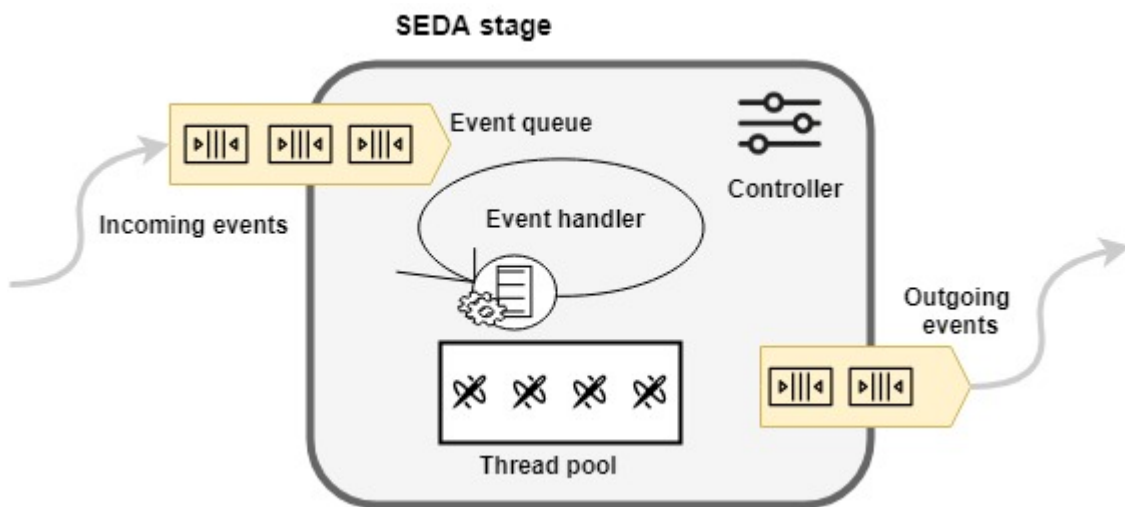 SEDA stage
Event queue
Controller
Incoming events
Event handler
Outgoing
events
Thread pool